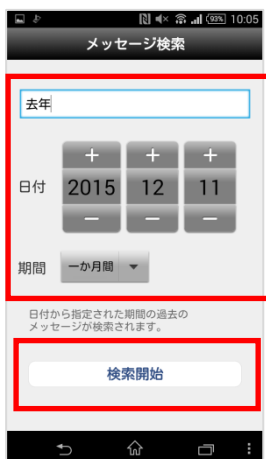 93% 10:05
メッセージ検索
去年
+ + +
日付 2015 12 11
− − −
期間 一か月間
日付から指定された期間の過去の
メッセージが検索されます。
検索開始